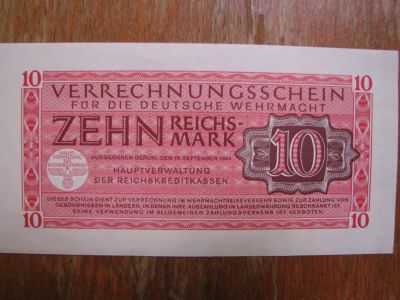 10 VERRECHNUNGSSCHEIN 10
FÜR DIE DEUTSCHE WEHRMACHT
ZEHN REICHS-
MARK
10
AUSGEGEBEN BERLIN, DEN 15. SEPTEMBER 1944
HAUPTVERWALTUNG
DER REICHSKREDITKASSEN
DIESER SCHEIN DIENT ZUR VERRECHNUNG IM WEHRMACHTREISEVERKEHR SOWIE ZUR ZAHLUNG VON
GEBÜHRNISSEN IN LÄNDERN, IN DENEN IHRE AUSZAHLUNG IN LANDESWÄHRUNG BESCHRÄNKT IST.
10 SEINE VERWENDUNG IM ALLGEMEINEN ZAHLUNGSVERKEHR IST VERBOTEN. 10